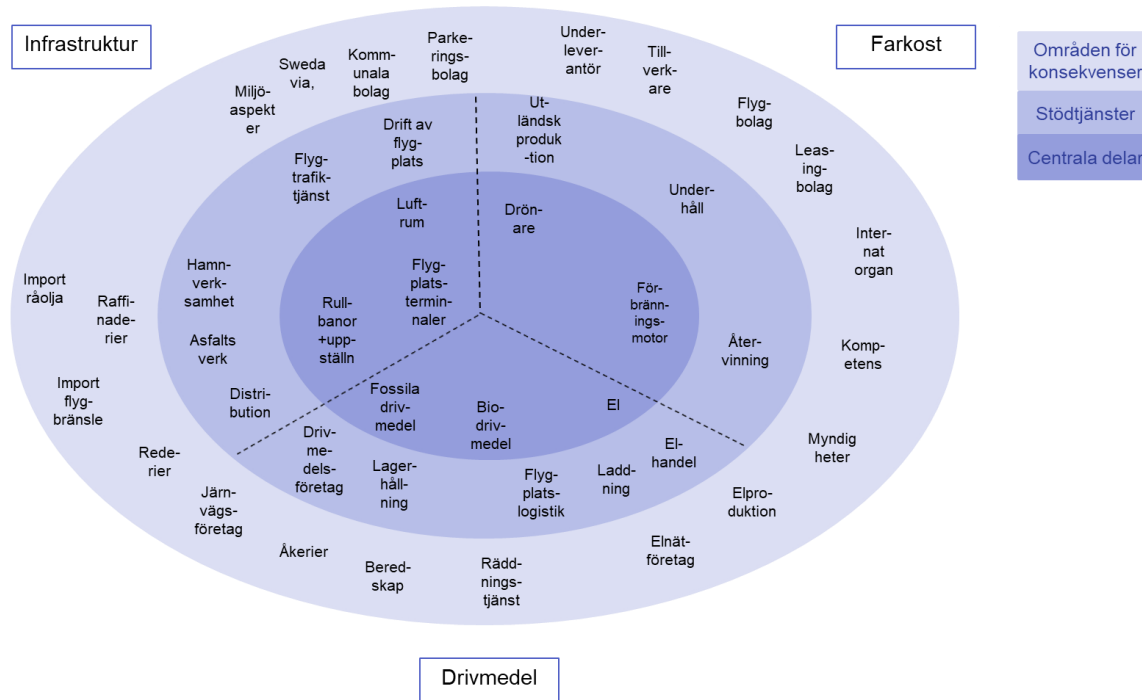 Infrastruktur
Farkost
Områden för
konsekvenser
Stödtjänster
Centrala delar
Sweda
via,
Komm-
unala
bolag
Parke-
rings-
bolag
Under-
lever-
antör
Till-
verk-
are
Miljö-
aspekt
er
Flyg-
bolag
Leas-
ing-
bolag
Inter-
nat
organ
Komp-
etens
Myndig
heter
Elpro-
duktion
Elnät-
företag
Rädd-
nings-
tjänst
Bered-
skap
Åkerier
Järn-
vägs-
företag
Rede-
rier
Import
flyg-
bränsle
Raffi-
nade-
rier
Import
råolja
Drift av
flyg-
plats
Flyg-
trafik-
tjänst
Hamn-
verk-
samhet
Asfalts
verk
Distri-
bution
Ut-
ländsk
produk
-tion
Under-
håll
Åter-
vinning
Driv-
medels-
företag
Lager-
håll-
ning
Flyg-
plats-
logistik
Ladd-
ning
El-
handel
Luft-
rum
Flyg-
plats-
termin-
naler
Rull-
banor
+upp-
ställn
Drön-
are
För-
bränn-
ings-
motor
Fossila
driv-
medel
Bio-
driv-
medel
El
Drivmedel